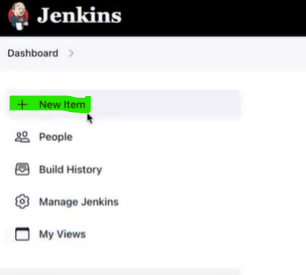 Jenkins
Dashboard >
+ New Item
People
Build History
Manage Jenkins
My Views